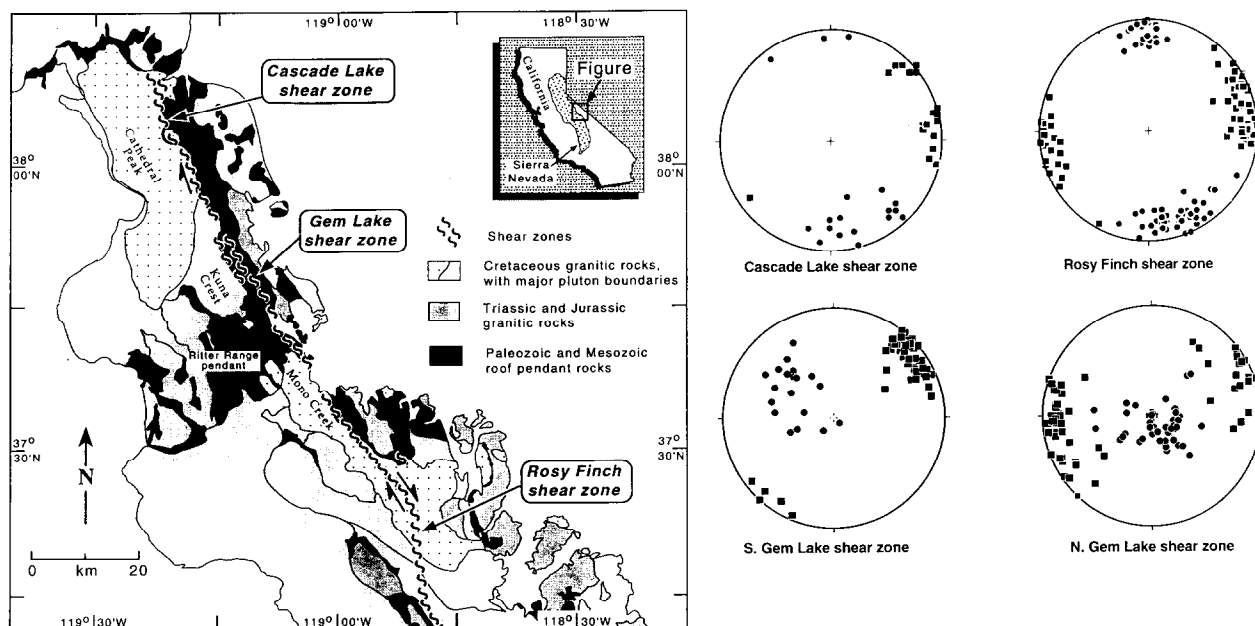 119° 00'W
118° 30'W
Cascade Lake
shear zone
California
Figure
Sierra
Nevada
Cathedral
Peak
38°
00'N
38°
00'N
Gem Lake
shear zone
Shear zones
Cretaceous granitic rocks,
with major pluton boundaries
Kuna
Crest
Triassic and Jurassic
granitic rocks
Ritter Range
pendant
Paleozoic and Mesozoic
roof pendant rocks
Mono Creek
N
37°
30'N
37°
30'N
Rosy Finch
shear zone
0 km 20
119° 30'W
119° 00'W
118° 30'W
Cascade Lake shear zone
Rosy Finch shear zone
S. Gem Lake shear zone
N. Gem Lake shear zone